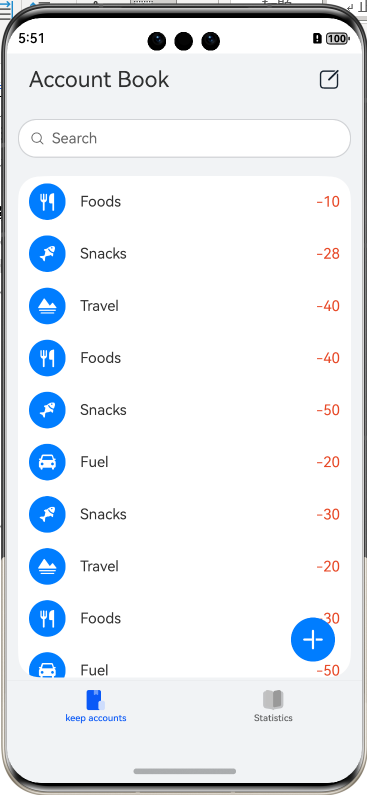 5:51
100
Account Book
Search
Foods -10
Snacks -28
Travel -40
Foods -40
Snacks -50
Fuel -20
Snacks -30
Travel -20
Foods 30
Fuel -50
keep accounts
Statistics